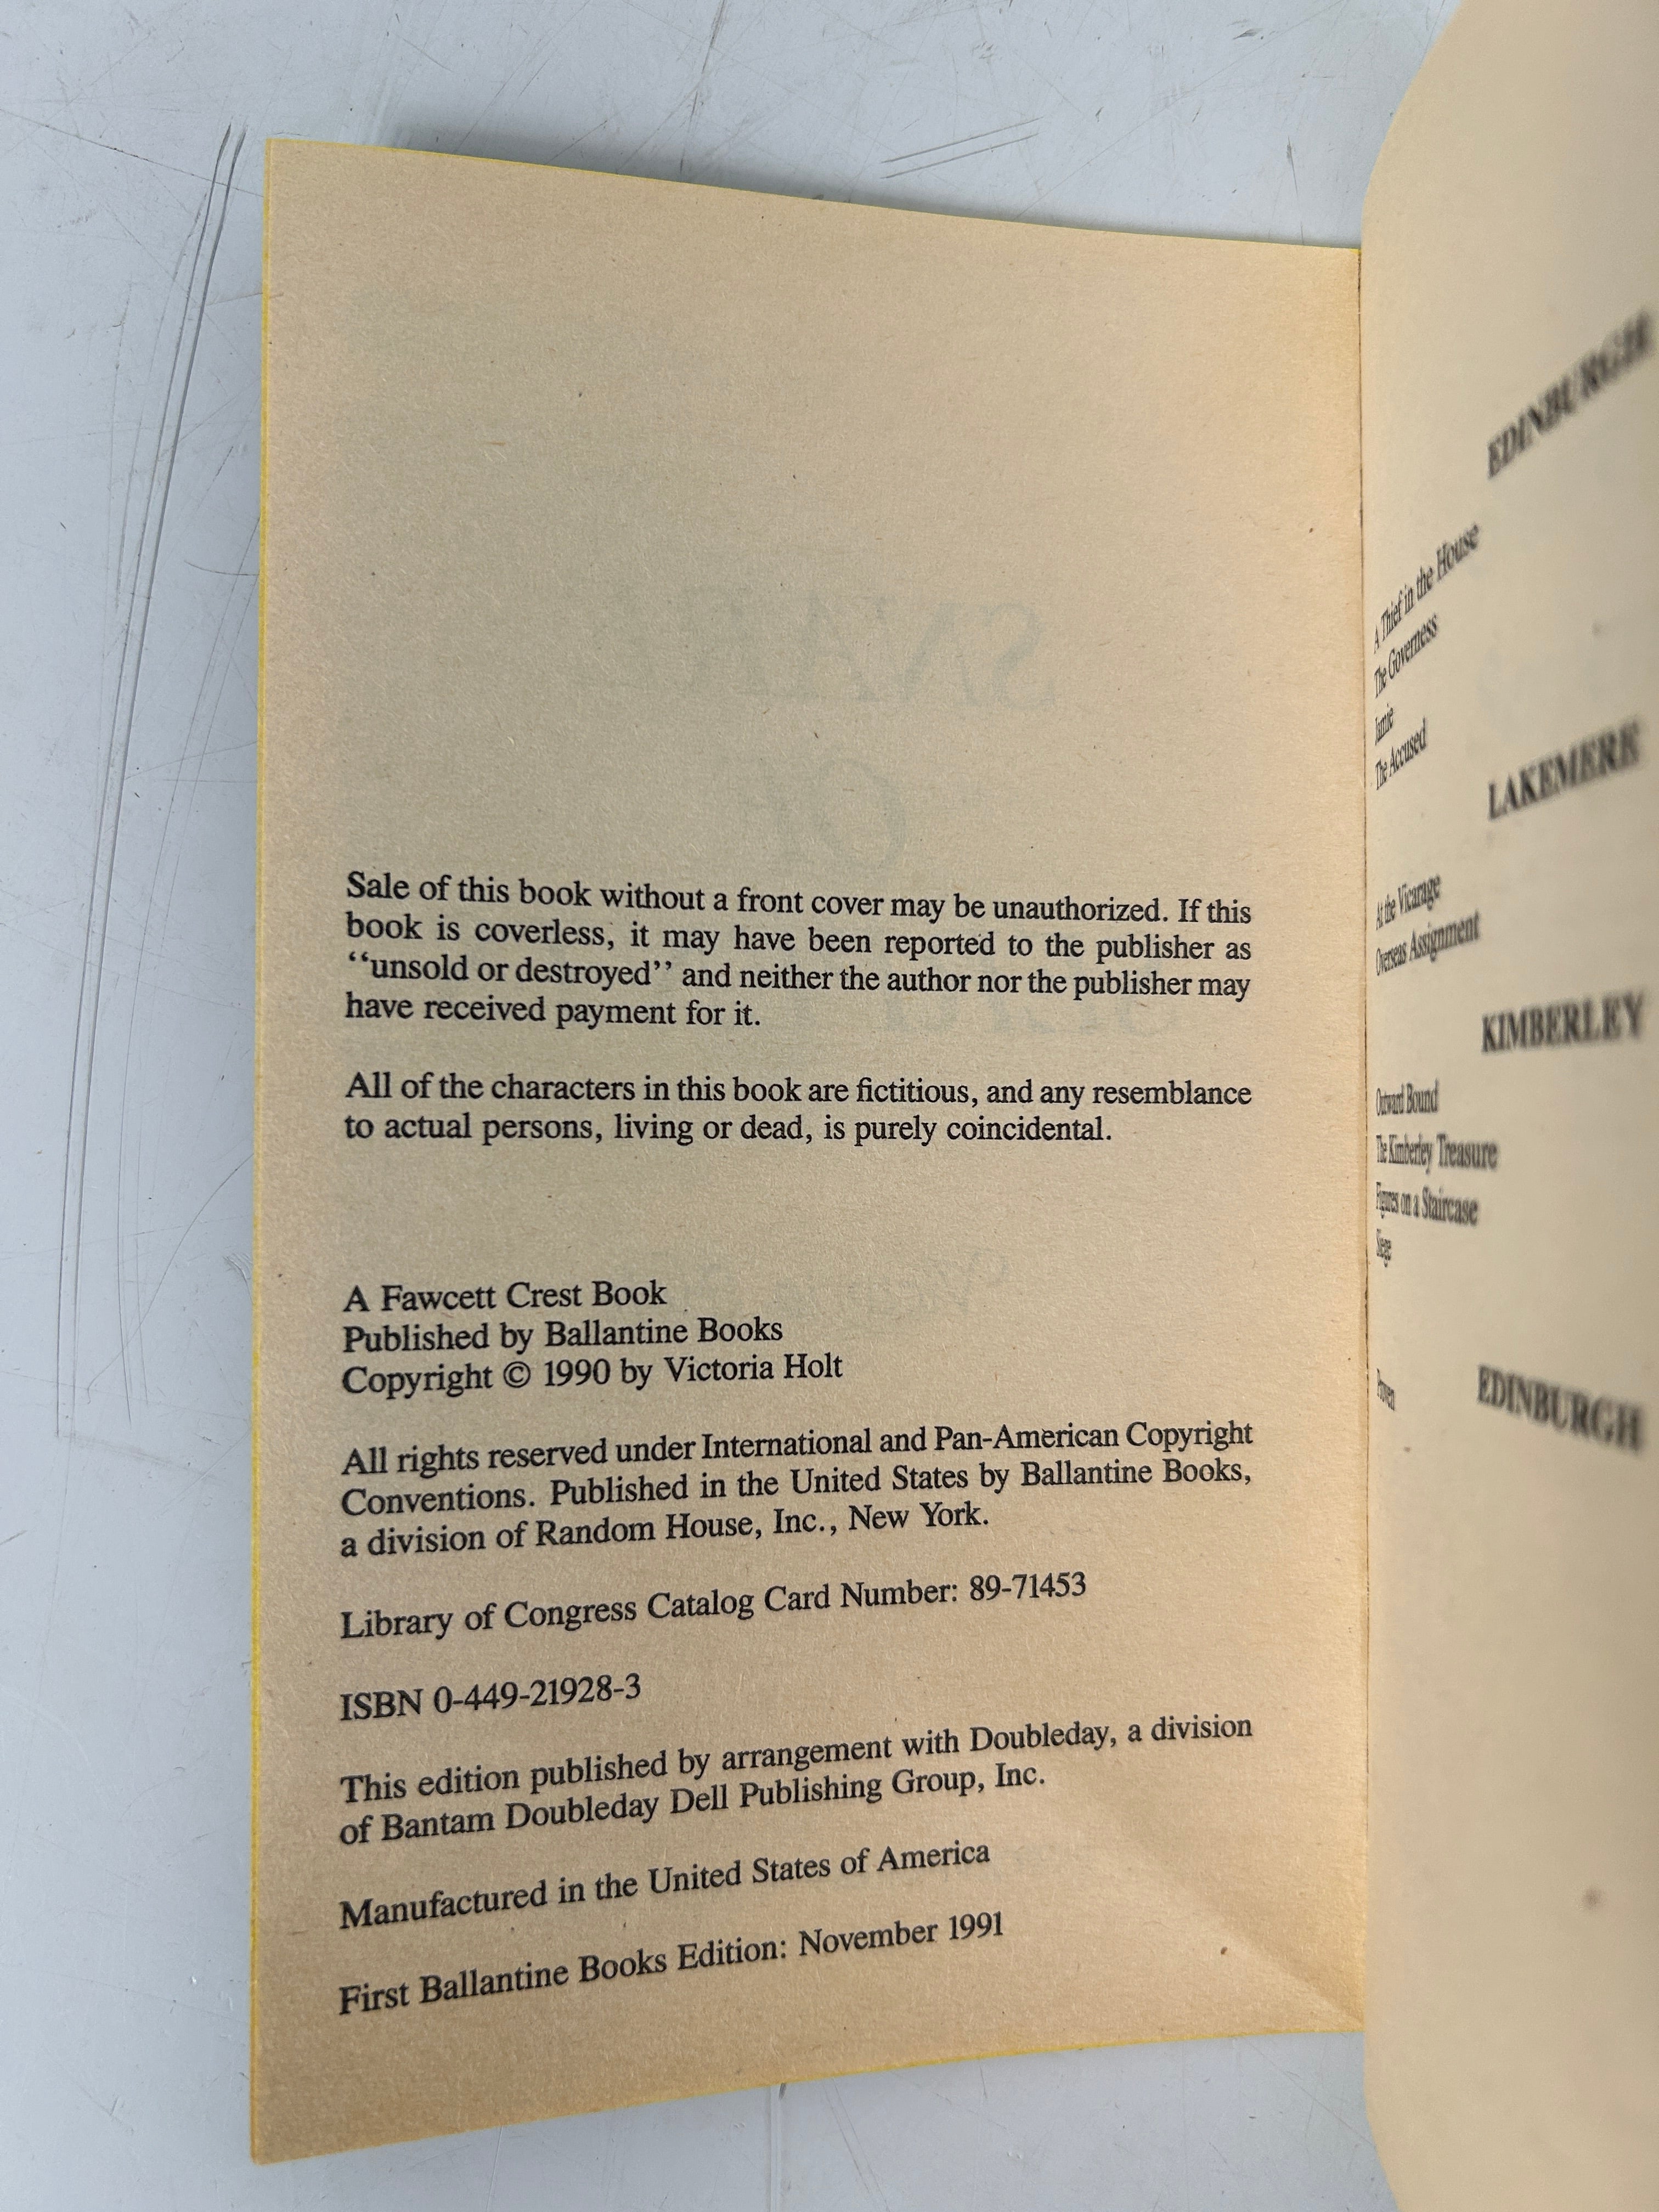 Sale of this book without a front cover may be unauthorized. If this
book is coverless, it may have been reported to the publisher as
‘‘unsold or destroyed’’ and neither the author nor the publisher may
have received payment for it.
All of the characters in this book are fictitious, and any resemblance
to actual persons, living or dead, is purely coincidental.
A Fawcett Crest Book
Published by Ballantine Books
Copyright © 1990 by Victoria Holt
All rights reserved under International and Pan-American Copyright
Conventions. Published in the United States by Ballantine Books,
a division of Random House, Inc., New York.
Library of Congress Catalog Card Number: 89-71453
ISBN 0-449-21928-3
This edition published by arrangement with Doubleday, a division
of Bantam Doubleday Dell Publishing Group, Inc.
Manufactured in the United States of America
First Ballantine Books Edition: November 1991
EDINBURGH
A Thief in the House
The Governess
Jamie
The Accused
LAKEMERE
At the Vicarage
Overseas Assignment
KIMBERLEY
Outward Bound
The Kimberley Treasure
Figures on a Staircase
Siege
EDINBURGH
Proven